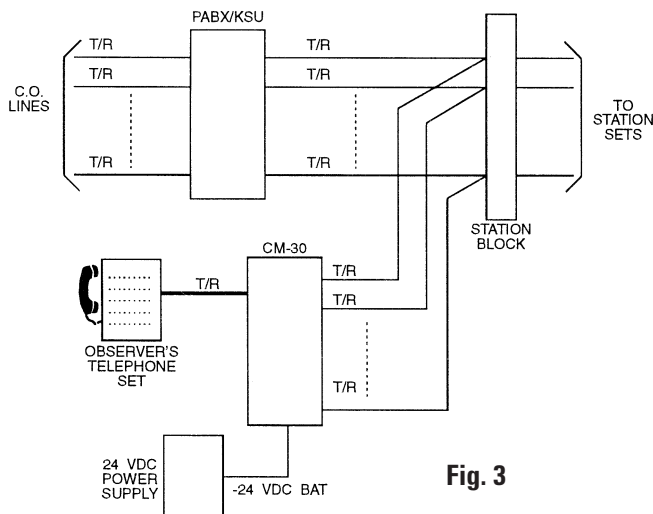 PABX/KSU
T/R
T/R
C.O.
LINES
T/R
T/R
TO
STATION
SETS
T/R
T/R
STATION
BLOCK
CM-30
T/R
T/R
T/R
OBSERVER'S
TELEPHONE
SET
T/R
24 VDC
POWER
SUPPLY
-24 VDC BAT
Fig. 3